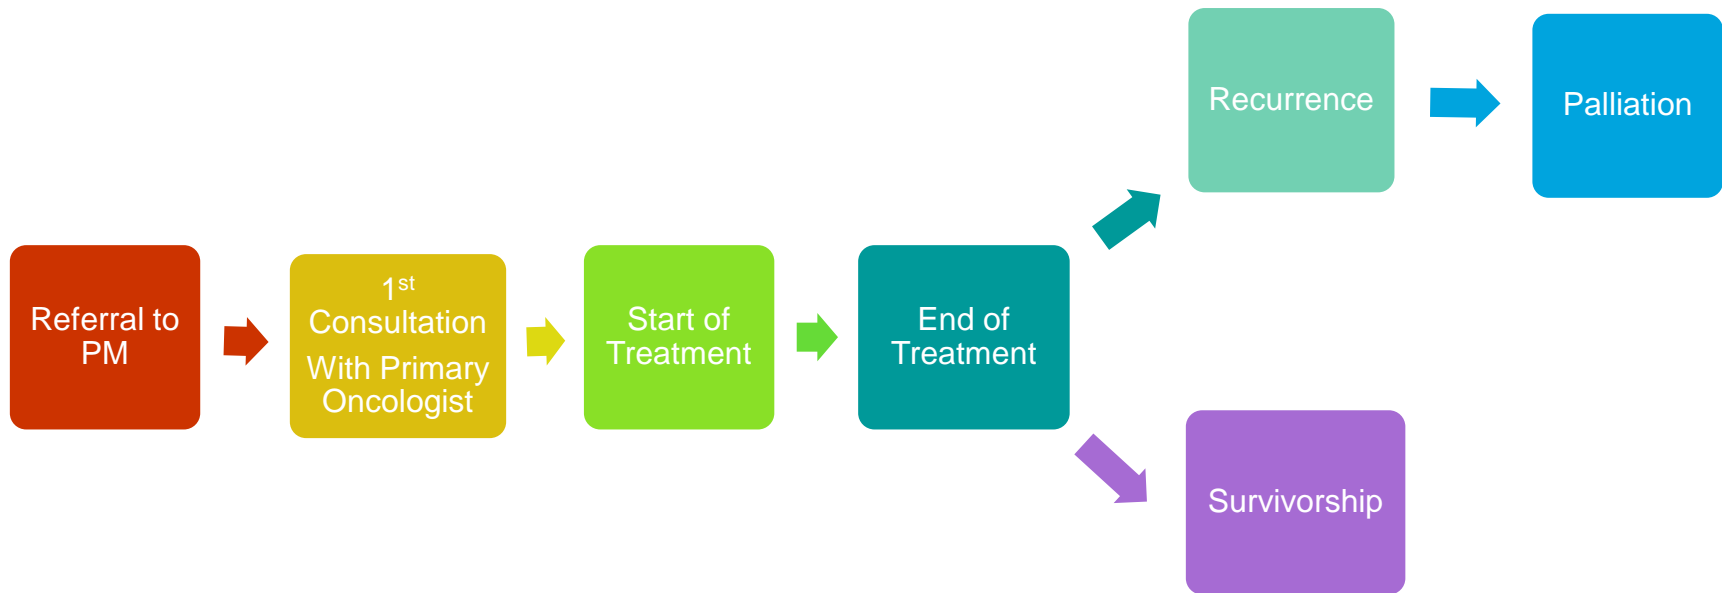 Referral to
PM
1st
Consultation
With Primary
Oncologist
Start of
Treatment
End of
Treatment
Recurrence
Palliation
Survivorship